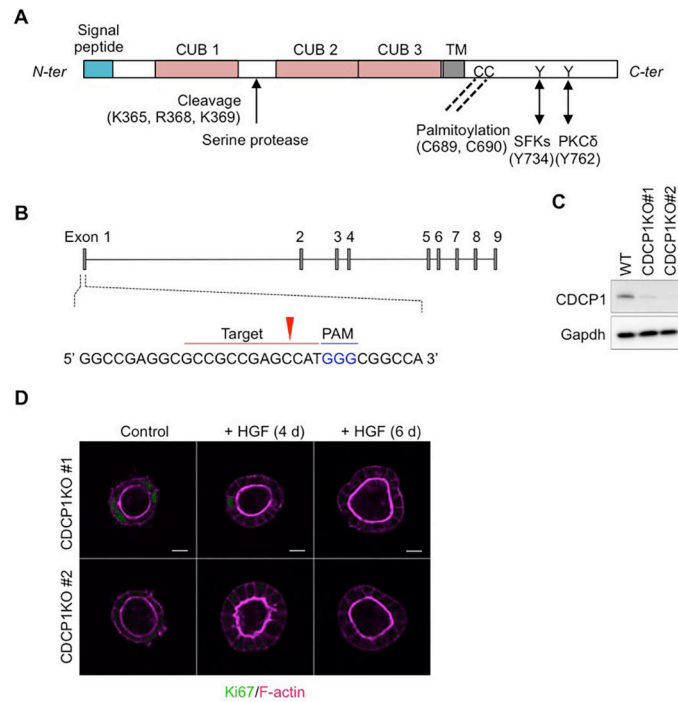 A
Signal
peptide
CUB 1
CUB 2
CUB 3
TM
N-ter
CC
Y
Y
C-ter
Cleavage
(K365, R368, K369)
Serine protease
Palmitoylation
(C689, C690)
SFKs
(Y734)
PKCδ
(Y762)
B
Exon 1
2
3
4
5
6
7
8
9
Target
PAM
5' GGCCGAGGCGCCGCCGAGCCATGGGCGGCCA 3'
C
WT
CDCP1KO#1
CDCP1KO#2
CDCP1
Gapdh
D
Control
+ HGF (4 d)
+ HGF (6 d)
CDCP1KO #1
CDCP1KO #2
Ki67/F-actin